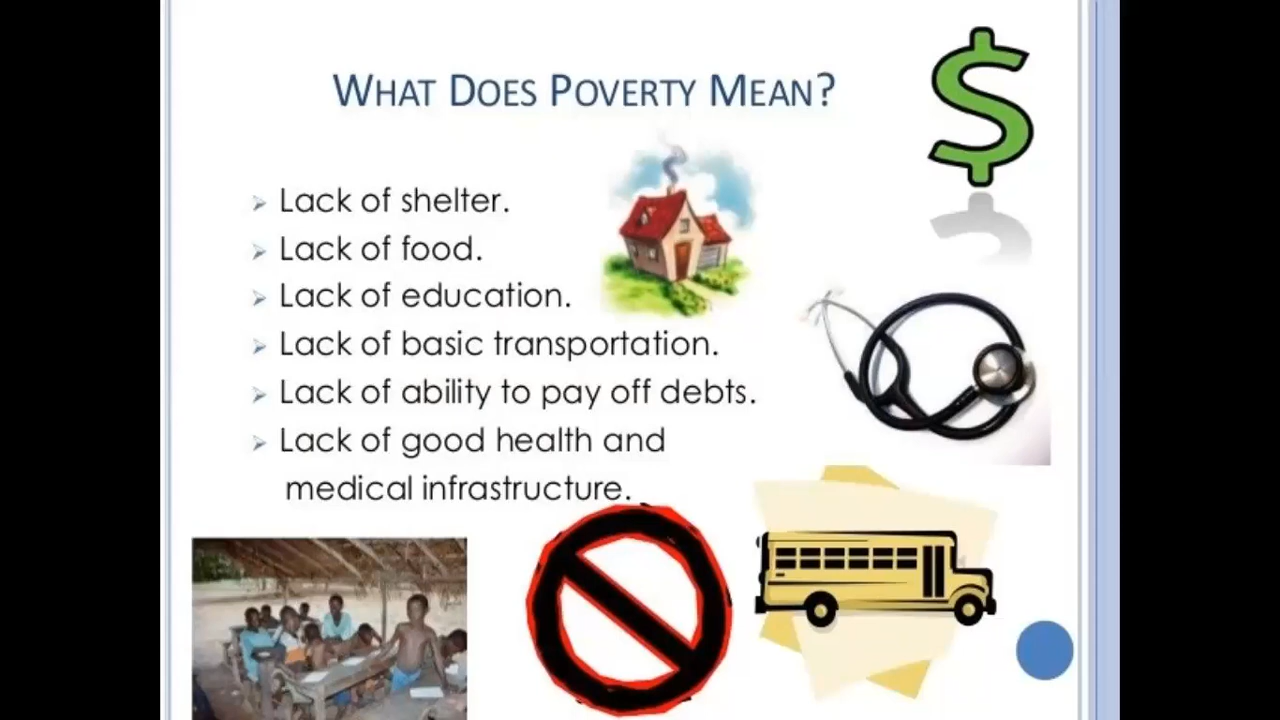 WHAT DOES POVERTY MEAN?
Lack of shelter.
Lack of food.
Lack of education.
Lack of basic transportation.
Lack of ability to pay off debts.
Lack of good health and
medical infrastructure.